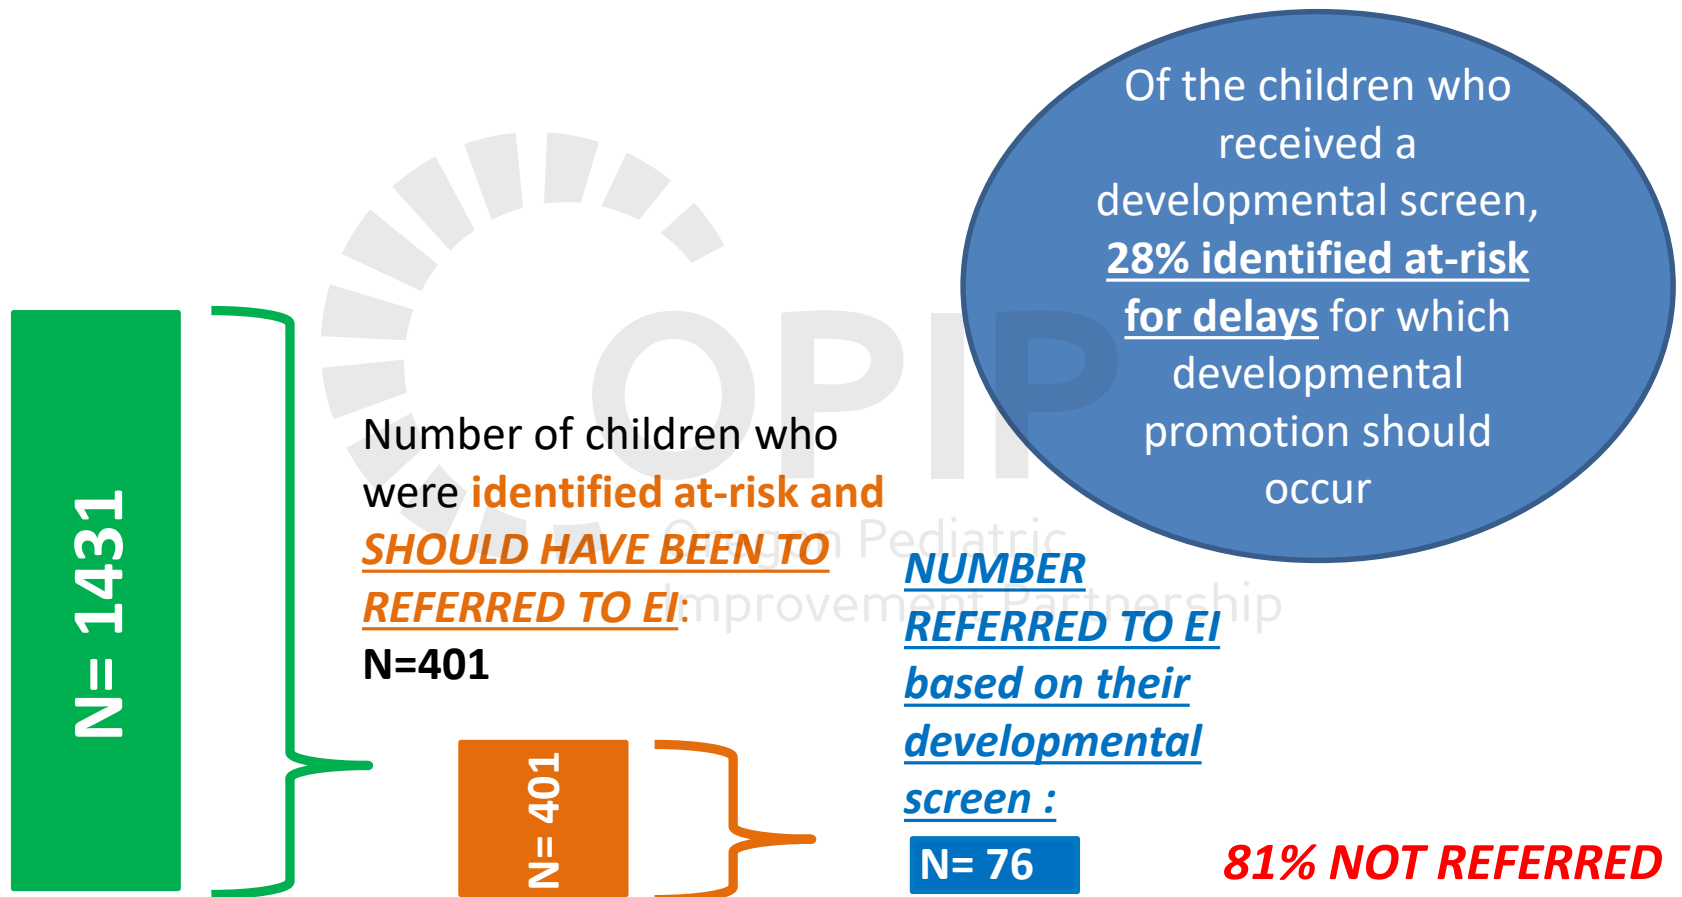 Of the children who
received a
developmental screen,
28% identified at-risk
for delays for which
developmental
promotion should
occur
OPIP
Oregon Pediatric
Improvement Partnership
N= 1431
Number of children who
were identified at-risk and
SHOULD HAVE BEEN TO
REFERRED TO EI:
N=401
N= 401
NUMBER
REFERRED TO EI
based on their
developmental
screen :
N= 76
81% NOT REFERRED